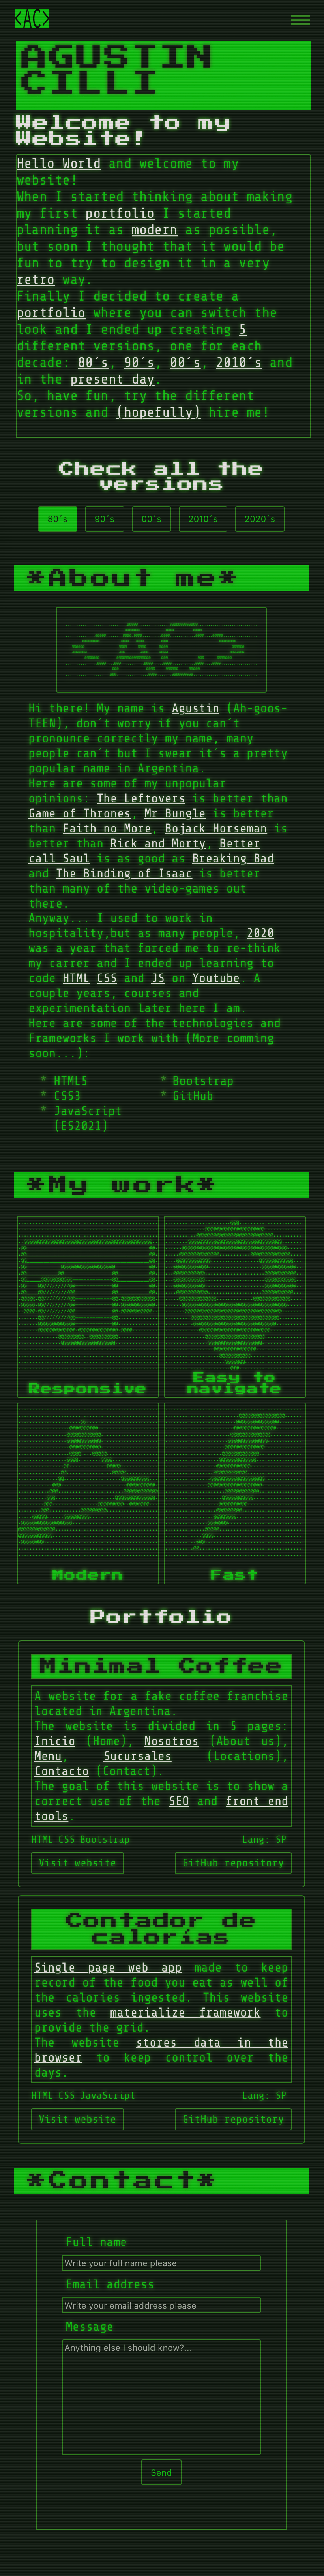 <AC>
AGUSTIN
CILLI
Welcome to my
Website!
Hello World and welcome to my
website!
When I started thinking about making
my first portfolio I started
planning it as modern as possible,
but soon I thought that it would be
fun to try to design it in a very
retro way.
Finally I decided to create a
portfolio where you can switch the
look and I ended up creating 5
different versions, one for each
decade: 80´s, 90´s, 00´s, 2010´s and
in the present day.
So, have fun, try the different
versions and (hopefully) hire me!
Check all the
versions
80´s 90´s 00´s 2010´s 2020´s
*About me*
<AC>
Hi there! My name is Agustin (Ah-goos-
TEEN), don´t worry if you can´t
pronounce correctly my name, many
people can´t but I swear it´s a pretty
popular name in Argentina.
Here are some of my unpopular
opinions: The Leftovers is better than
Game of Thrones, Mr Bungle is better
than Faith no More, Bojack Horseman is
better than Rick and Morty, Better
call Saul is as good as Breaking Bad
and The Binding of Isaac is better
than many of the video-games out
there.
Anyway... I used to work in
hospitality,but as many people, 2020
was a year that forced me to re-think
my carrer and I ended up learning to
code HTML CSS and JS on Youtube. A
couple years, courses and
experimentation later here I am.
Here are some of the technologies and
Frameworks I work with (More comming
soon...):
* HTML5
* CSS3
* JavaScript
(ES2021)
* Bootstrap
* GitHub
*My work*
Responsive
Easy to
navigate
Modern
Fast
Portfolio
Minimal Coffee
A website for a fake coffee franchise
located in Argentina.
The website is divided in 5 pages:
Inicio (Home), Nosotros (About us),
Menu, Sucursales (Locations),
Contacto (Contact).
The goal of this website is to show a
correct use of the SEO and front end
tools.
HTML CSS Bootstrap Lang: SP
Visit website GitHub repository
Contador de
calorías
Single page web app made to keep
record of the food you eat as well of
the calories ingested. This website
uses the materialize framework to
provide the grid.
The website stores data in the
browser to keep control over the
days.
HTML CSS JavaScript Lang: SP
Visit website GitHub repository
*Contact*
Full name
Write your full name please
Email address
Write your email address please
Message
Anything else I should know?...
Send